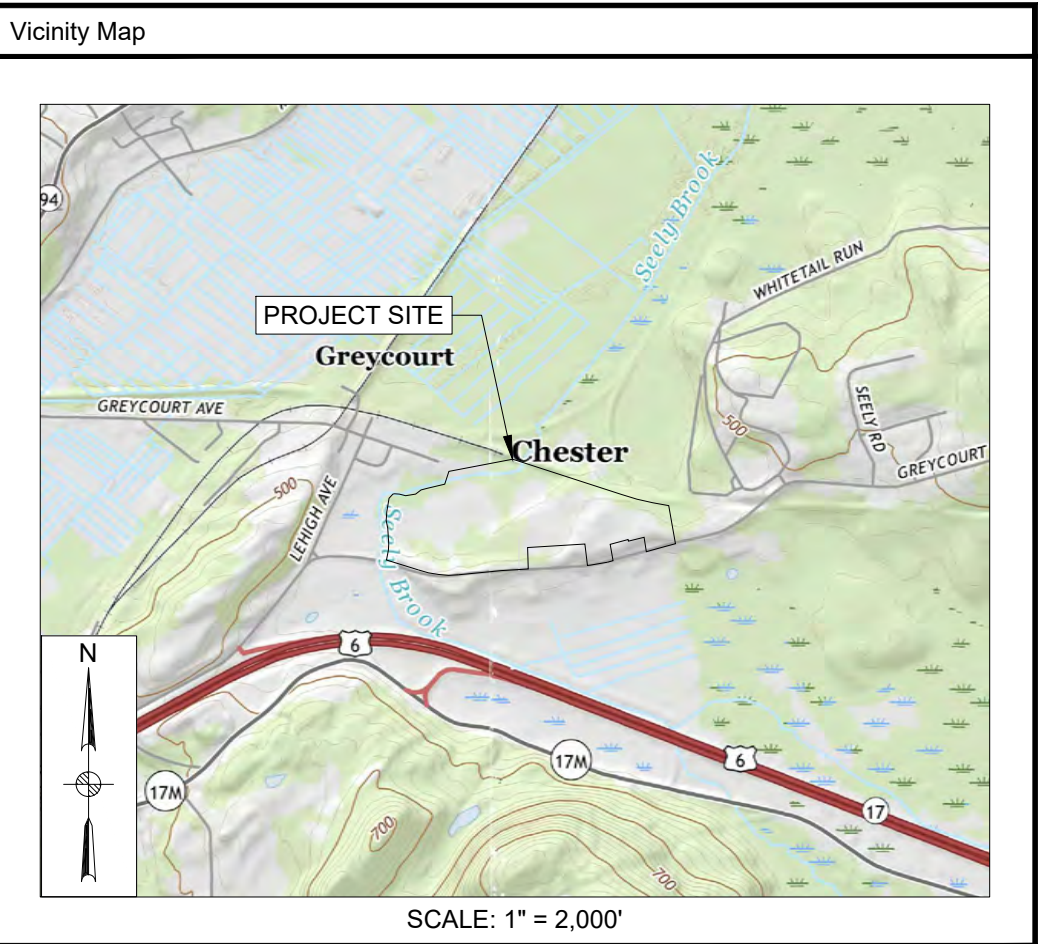 Vicinity Map
94
Seely Brook
WHITETAIL RUN
PROJECT SITE
Greycourt
GREYCOURT AVE
SEELY RD
500
Chester
GREYCOURT
500
LEHIGH AVE
Seely Brook
6
N
17M
6
17M
17
700
700
SCALE: 1" = 2,000'